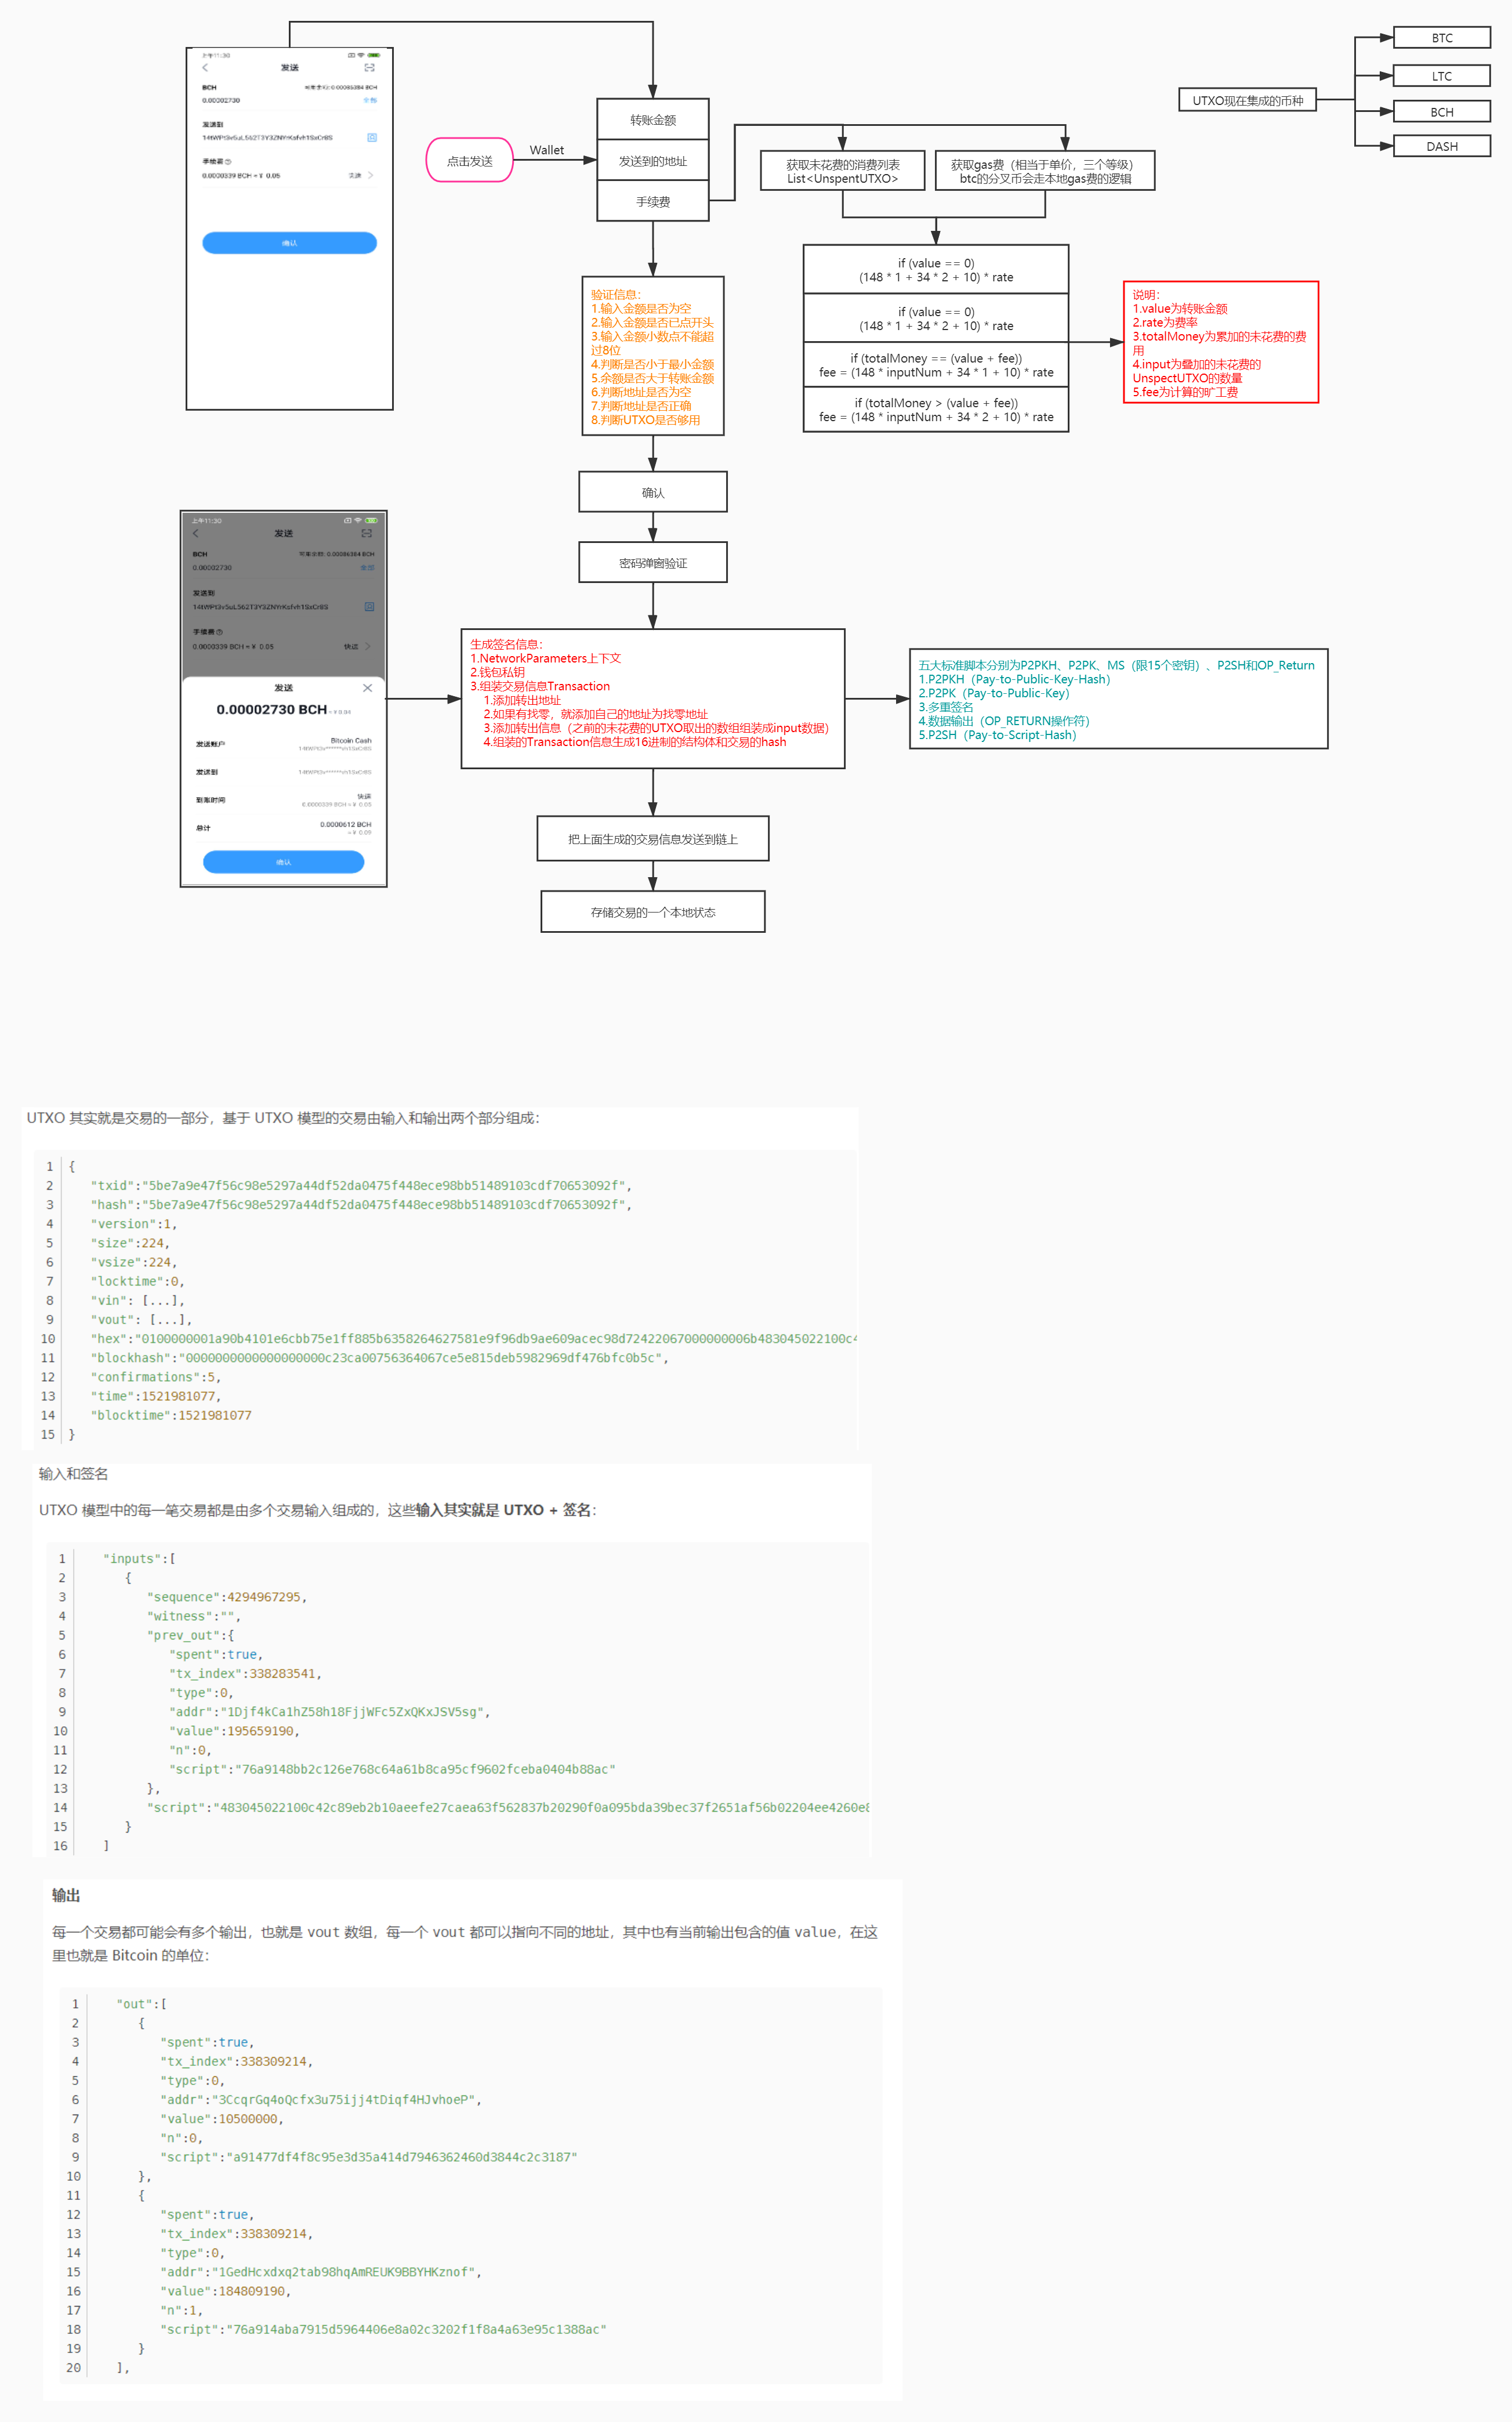 上午11:30
发送
BCH
可用余额: 0.00086384 BCH
0.00002730
全部
发送到
14tWPt3v5uL562T3Y3ZNYrKsfvh1SxCr8S
手续费
0.0000339 BCH ≈ ¥ 0.05
快速
确认
点击发送
Wallet
转账金额
发送到的地址
手续费
获取未花费的消费列表
List<UnspentUTXO>
获取gas费（相当于单价，三个等级）
btc的分叉币会走本地gas费的逻辑
UTXO现在集成的币种
BTC
LTC
BCH
DASH
if (value == 0)
(148 * 1 + 34 * 2 + 10) * rate
if (value == 0)
(148 * 1 + 34 * 2 + 10) * rate
if (totalMoney == (value + fee))
fee = (148 * inputNum + 34 * 1 + 10) * rate
if (totalMoney > (value + fee))
fee = (148 * inputNum + 34 * 2 + 10) * rate
说明：
1.value为转账金额
2.rate为费率
3.totalMoney为累加的未花费的费
用
4.input为叠加的未花费的
UnspectUTXO的数量
5.fee为计算的旷工费
验证信息：
1.输入金额是否为空
2.输入金额是否已点开头
3.输入金额小数点不能超
过8位
4.判断是否小于最小金额
5.余额是否大于转账金额
6.判断地址是否为空
7.判断地址是否正确
8.判断UTXO是否够用
确认
密码弹窗验证
上午11:30
发送
BCH
可用余额: 0.00086384 BCH
0.00002730
全部
发送到
14tWPt3v5uL562T3Y3ZNYrKsfvh1SxCr8S
手续费
0.0000339 BCH ≈ ¥ 0.05
快速
发送
0.00002730 BCH ≈ ¥ 0.04
发送账户
Bitcoin Cash
14tWPt3v******vh1SxCr8S
发送到
14tWPt3v******vh1SxCr8S
到账时间
快速
0.0000339 BCH ≈ ¥ 0.05
总计
0.0000612 BCH
≈ ¥ 0.09
确认
生成签名信息：
1.NetworkParameters上下文
2.钱包私钥
3.组装交易信息Transaction
1.添加转出地址
2.如果有找零，就添加自己的地址为找零地址
3.添加转出信息（之前的未花费的UTXO取出的数组组装成input数据）
4.组装的Transaction信息生成16进制的结构体和交易的hash
五大标准脚本分别为P2PKH、P2PK、MS（限15个密钥）、P2SH和OP_Return
1.P2PKH（Pay-to-Public-Key-Hash）
2.P2PK（Pay-to-Public-Key）
3.多重签名
4.数据输出（OP_RETURN操作符）
5.P2SH（Pay-to-Script-Hash）
把上面生成的交易信息发送到链上
存储交易的一个本地状态
UTXO 其实就是交易的一部分，基于 UTXO 模型的交易由输入和输出两个部分组成：
1 {
2 "txid":"5be7a9e47f56c98e5297a44df52da0475f448ece98bb51489103cdf70653092f",
3 "hash":"5be7a9e47f56c98e5297a44df52da0475f448ece98bb51489103cdf70653092f",
4 "version":1,
5 "size":224,
6 "vsize":224,
7 "locktime":0,
8 "vin": [...],
9 "vout": [...],
10 "hex":"0100000001a90b4101e6cbb75e1ff885b6358264627581e9f96db9ae609acec98d72422067000000006b483045022100c4
11 "blockhash":"0000000000000000000c23ca00756364067ce5e815deb5982969df476bfc0b5c",
12 "confirmations":5,
13 "time":1521981077,
14 "blocktime":1521981077
15 }
输入和签名
UTXO 模型中的每一笔交易都是由多个交易输入组成的，这些输入其实就是 UTXO + 签名：
1 "inputs":[
2 {
3 "sequence":4294967295,
4 "witness":"",
5 "prev_out":{
6 "spent":true,
7 "tx_index":338283541,
8 "type":0,
9 "addr":"1Djf4kCa1hZ58h18FjjWFc5ZxQKxJSV5sg",
10 "value":195659190,
11 "n":0,
12 "script":"76a9148bb2c126e768c64a61b8ca95cf9602fceba0404b88ac"
13 },
14 "script":"483045022100c42c89eb2b10aeefe27caea63f562837b20290f0a095bda39bec37f2651af56b02204ee4260e8
15 }
16 ]
输出
每一个交易都可能会有多个输出，也就是 vout 数组，每一个 vout 都可以指向不同的地址，其中也有当前输出包含的值 value，在这
里也就是 Bitcoin 的单位：
1 "out":[
2 {
3 "spent":true,
4 "tx_index":338309214,
5 "type":0,
6 "addr":"3CcqrGq4oQcfx3u75ijj4tDiqf4HJvhoeP",
7 "value":10500000,
8 "n":0,
9 "script":"a91477df4f8c95e3d35a414d7946362460d3844c2c3187"
10 },
11 {
12 "spent":true,
13 "tx_index":338309214,
14 "type":0,
15 "addr":"1GedHcxdxq2tab98hqAmREUK9BBYHKznof",
16 "value":184809190,
17 "n":1,
18 "script":"76a914aba7915d5964406e8a02c3202f1f8a4a63e95c1388ac"
19 }
20 ],